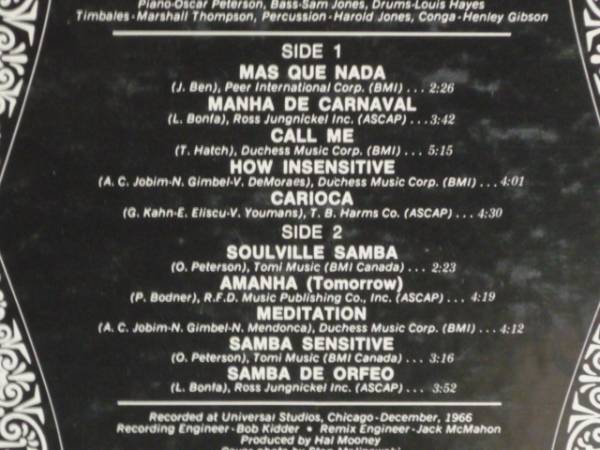 Piano-Oscar Peterson, Bass-Sam Jones, Drums-Louis Hayes
Timbales-Marshall Thompson, Percussion-Harold Jones, Conga-Henley Gibson
SIDE 1
MAS QUE NADA
(J. Ben), Peer International Corp. (BMI) ... 2:26
MANHA DE CARNAVAL
(L. Bonfa), Ross Jungnickel Inc. (ASCAP) ...3:42
CALL ME
(T. Hatch), Duchess Music Corp. (BMI) ... 5:15
HOW INSENSITIVE
(A. C. Jobim-N. Gimbel-V. DeMoraes), Duchess Music Corp. (BMI) ... 4:01
CARIOCA
(G. Kahn-E. Eliscu-V. Youmans), T. B. Harms Co. (ASCAP) ... 4:30
SIDE 2
SOULVILLE SAMBA
(O. Peterson), Tomi Music (BMI Canada) ... 2:23
AMANHA (Tomorrow)
(P. Bodner), R.F.D. Music Publishing Co., Inc. (ASCAP) ... 4:19
MEDITATION
(A. C. Jobim-N. Gimbel-N. Mendonca), Duchess Music Corp. (BMI) ... 4:12
SAMBA SENSITIVE
(O. Peterson), Tomi Music (BMI Canada) ... 3:16
SAMBA DE ORFEO
(L. Bonfa), Ross Jungnickel Inc. (ASCAP) ... 3:52
Recorded at Universal Studios, Chicago-December, 1966
Recording Engineer-Bob Kidder • Remix Engineer-Jack McMahon
Produced by Hal Mooney